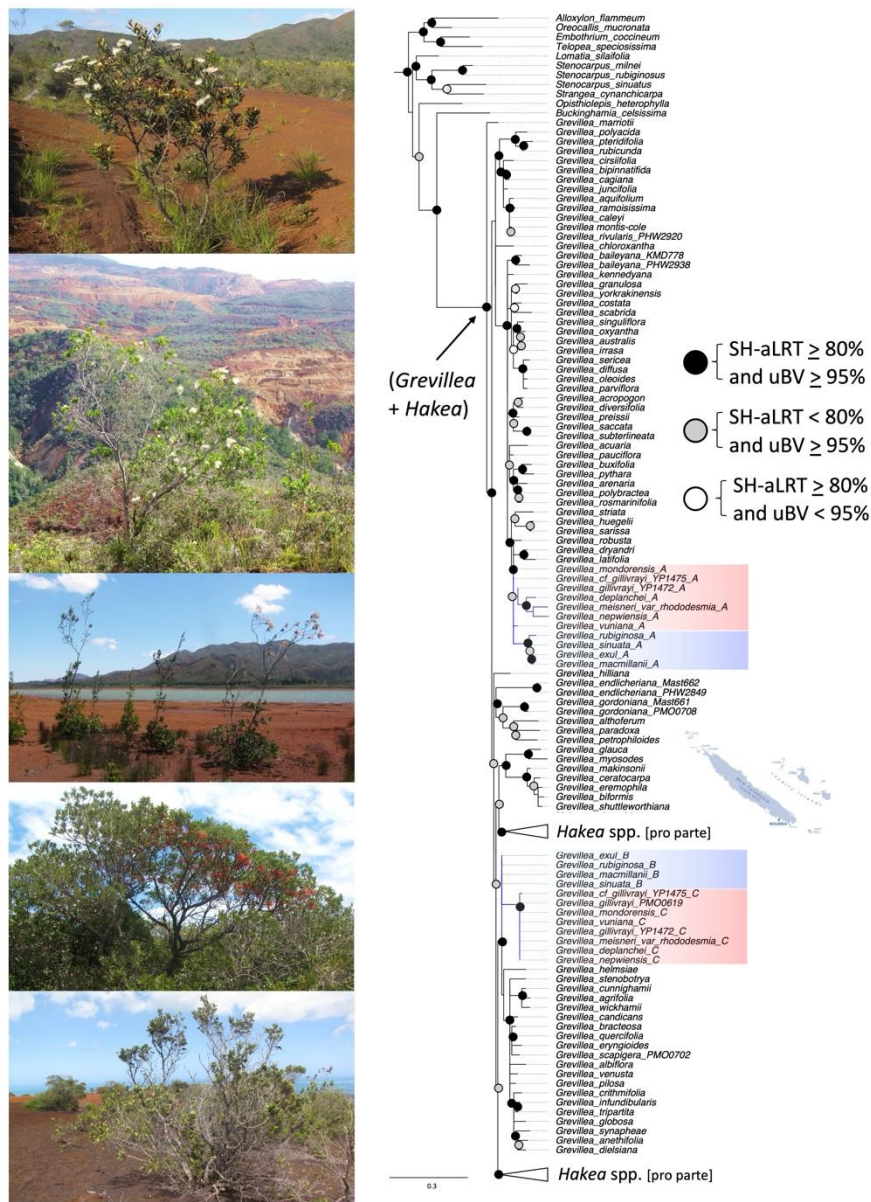 Alloxylon_flammeum
Oreocallis_mucronata
Embothrium_coccineum
Telopea_speciosissima
Lomatia_silaifolia
Stenocarpus_milnei
Stenocarpus_rubiginosus
Stenocarpus_sinuatus
Strangea_cynanchicarpa
Opisthiolepis_heterophylla
Buckinghamia_celsissima
Grevillea_marriotii
Grevillea_polyacida
Grevillea_pteridifolia
Grevillea_rubicunda
Grevillea_cirsiifolia
Grevillea_bipinnatifida
Grevillea_cagiana
Grevillea_juncifolia
Grevillea_aquifolium
Grevillea_ramoisissima
Grevillea_caleyi
Grevillea montis-cole
Grevillea_rivularis_PHW2920
Grevillea_chloroxantha
Grevillea_baileyana_KMD778
Grevillea_baileyana_PHW2938
Grevillea_kennedyana
Grevillea_granulosa
Grevillea_yorkrakinensis
Grevillea_costata
Grevillea_scabrida
Grevillea_singuliflora
Grevillea_oxyantha
Grevillea_australis
Grevillea_irrasa
Grevillea_sericea
Grevillea_diffusa
Grevillea_oleoides
Grevillea_parviflora
Grevillea_acropogon
Grevillea_diversifolia
Grevillea_preissii
Grevillea_saccata
Grevillea_subterlineata
Grevillea_acuaria
Grevillea_pauciflora
Grevillea_buxifolia
Grevillea_pythara
Grevillea_arenaria
Grevillea_polybractea
Grevillea_rosmarinifolia
Grevillea_striata
Grevillea_huegelii
Grevillea_sarissa
Grevillea_robusta
Grevillea_dryandri
Grevillea_latifolia
Grevillea_mondorensis_A
Grevillea_cf_gillivrayi_YP1475_A
Grevillea_gillivrayi_YP1472_A
Grevillea_deplanchei_A
Grevillea_meisneri_var_rhododesmia_A
Grevillea_nepwiensis_A
Grevillea_vuniana_A
Grevillea_rubiginosa_A
Grevillea_sinuata_A
Grevillea_exul_A
Grevillea_macmillanii_A
Grevillea_hilliana
Grevillea_endlicheriana_Mast662
Grevillea_endlicheriana_PHW2849
Grevillea_gordoniana_Mast661
Grevillea_gordoniana_PMO0708
Grevillea_althoferum
Grevillea_paradoxa
Grevillea_petrophiloides
Grevillea_glauca
Grevillea_myosodes
Grevillea_makinsonii
Grevillea_ceratocarpa
Grevillea_eremophila
Grevillea_biformis
Grevillea_shuttleworthiana
Hakea spp. [pro parte]
Grevillea_exul_B
Grevillea_rubiginosa_B
Grevillea_macmillanii_B
Grevillea_sinuata_B
Grevillea_cf_gillivrayi_YP1475_C
Grevillea_gillivrayi_PMO0619
Grevillea_mondorensis_C
Grevillea_vuniana_C
Grevillea_gillivrayi_YP1472_C
Grevillea_meisneri_var_rhododesmia_C
Grevillea_deplanchei_C
Grevillea_nepwiensis_C
Grevillea_helmsiae
Grevillea_stenobotrya
Grevillea_cunnighamii
Grevillea_agrifolia
Grevillea_wickhamii
Grevillea_candicans
Grevillea_bracteosa
Grevillea_quercifolia
Grevillea_eryngioides
Grevillea_scapigera_PMO0702
Grevillea_albiflora
Grevillea_venusta
Grevillea_pilosa
Grevillea_crithmifolia
Grevillea_infundibularis
Grevillea_tripartita
Grevillea_globosa
Grevillea_synapheae
Grevillea_anethifolia
Grevillea_dielsiana
Hakea spp. [pro parte]
0.3
(Grevillea
+ Hakea)
SH-aLRT ≥ 80%
and uBV ≥ 95%
SH-aLRT < 80%
and uBV ≥ 95%
SH-aLRT ≥ 80%
and uBV < 95%